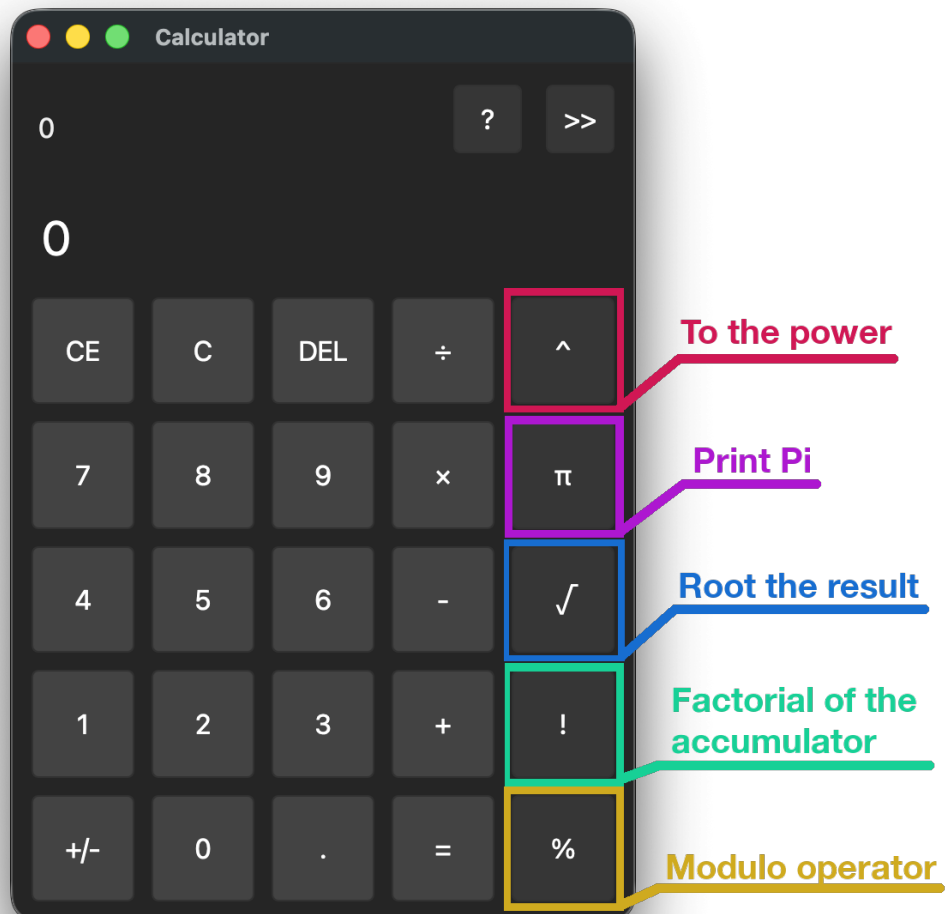 Calculator
0
? >>
0
CE C DEL ÷ ^
To the power
7 8 9 × π
Print Pi
4 5 6 - √
Root the result
1 2 3 + !
Factorial of the
accumulator
+/- 0 . = %
Modulo operator